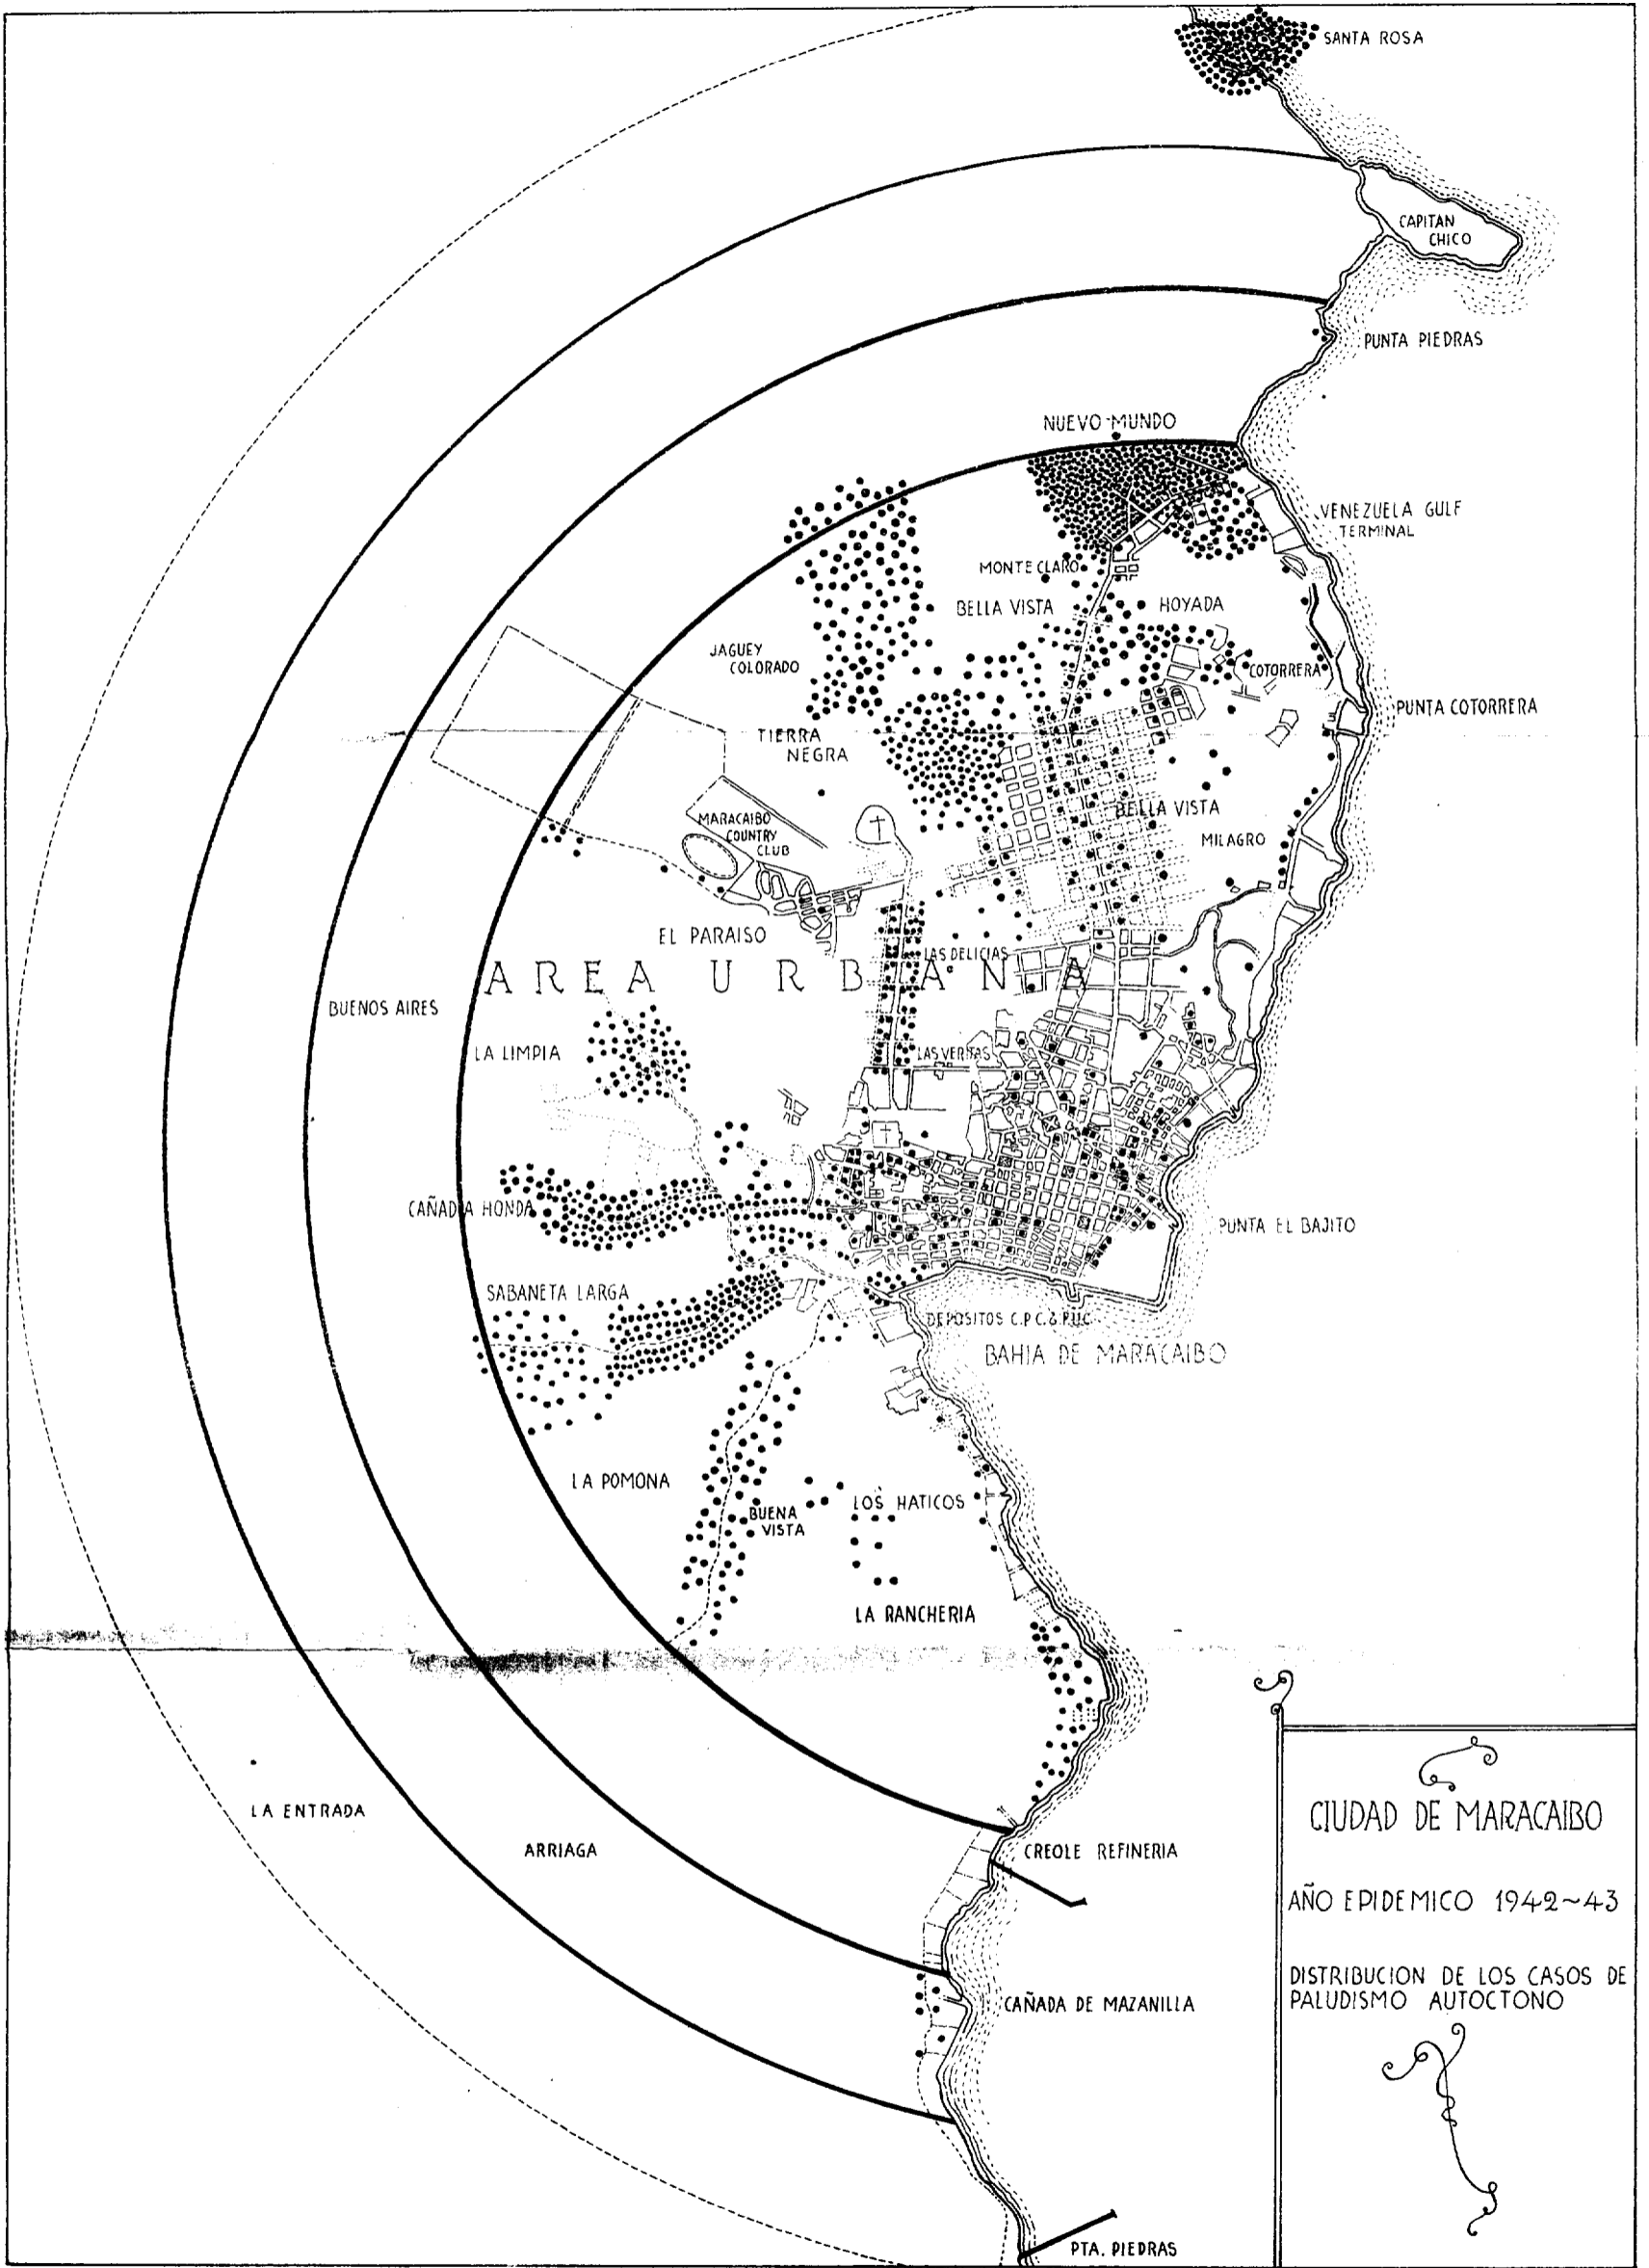 SANTA ROSA
CAPITAN
CHICO
PUNTA PIEDRAS
NUEVO MUNDO
VENEZUELA GULF
TERMINAL
MONTE CLARO
BELLA VISTA
HOYADA
JAGUEY
COLORADO
COTORRERA
PUNTA COTORRERA
TIERRA
NEGRA
MARACAIBO
COUNTRY
CLUB
BELLA VISTA
MILAGRO
EL PARAISO
LAS DELICIAS
AREA URBANA
BUENOS AIRES
LA LIMPIA
LAS VERITAS
CAÑADA HONDA
PUNTA EL BAJITO
SABANETA LARGA
DEPOSITOS C.P.C. & P.U.C.
BAHIA DE MARACAIBO
LA POMONA
BUENA
VISTA
LOS HATICOS
LA RANCHERIA
LA ENTRADA
ARRIAGA
CREOLE REFINERIA
CAÑADA DE MAZANILLA
PTA. PIEDRAS
CIUDAD DE MARACAIBO
AÑO EPIDEMICO 1942~43
DISTRIBUCION DE LOS CASOS DE
PALUDISMO AUTOCTONO